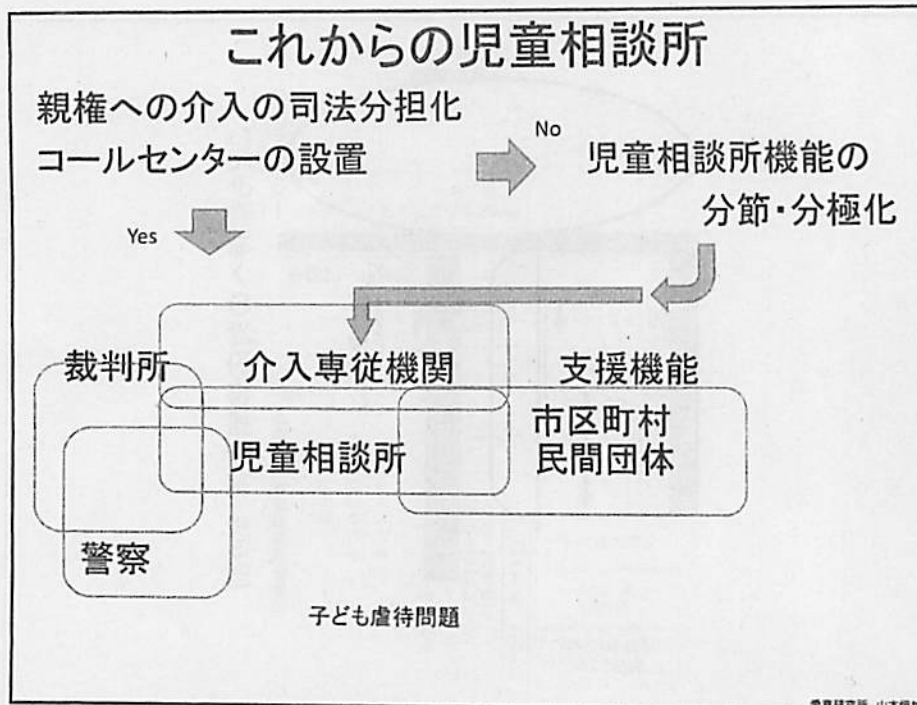 これからの児童相談所
親権への介入の司法分担化
コールセンターの設置
No
児童相談所機能の
分節・分極化
Yes
裁判所
介入専従機関
支援機能
児童相談所
市区町村
民間団体
警察
子ども虐待問題